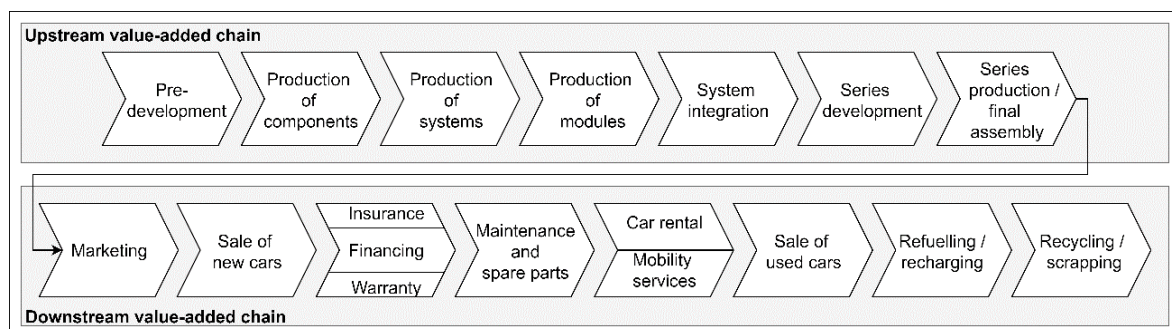 Upstream value-added chain
Pre-
development
Production
of
components
Production
of
systems
Production
of
modules
System
integration
Series
development
Series
production /
final
assembly
Marketing
Sale of
new cars
Insurance
Financing
Warranty
Maintenance
and
spare parts
Car rental
Mobility
services
Sale of
used cars
Refuelling /
recharging
Recycling /
scrapping
Downstream value-added chain